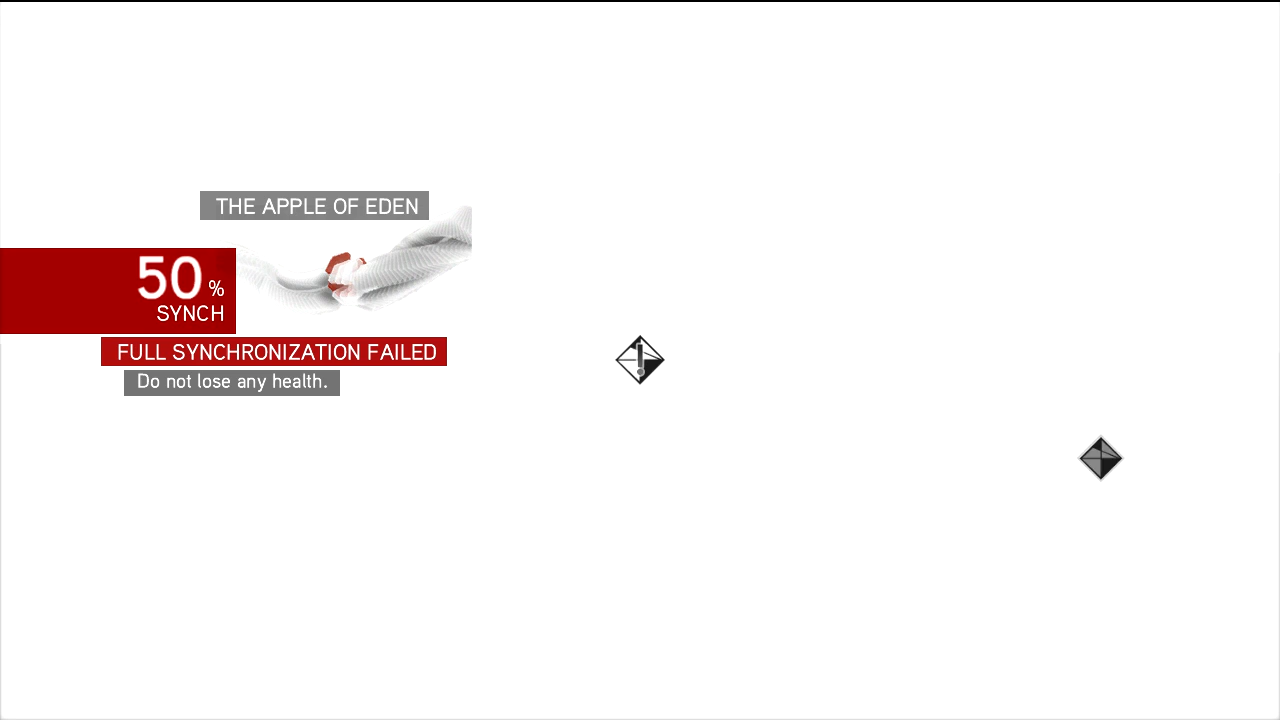 THE APPLE OF EDEN
50 %
SYNCH
FULL SYNCHRONIZATION FAILED
Do not lose any health.